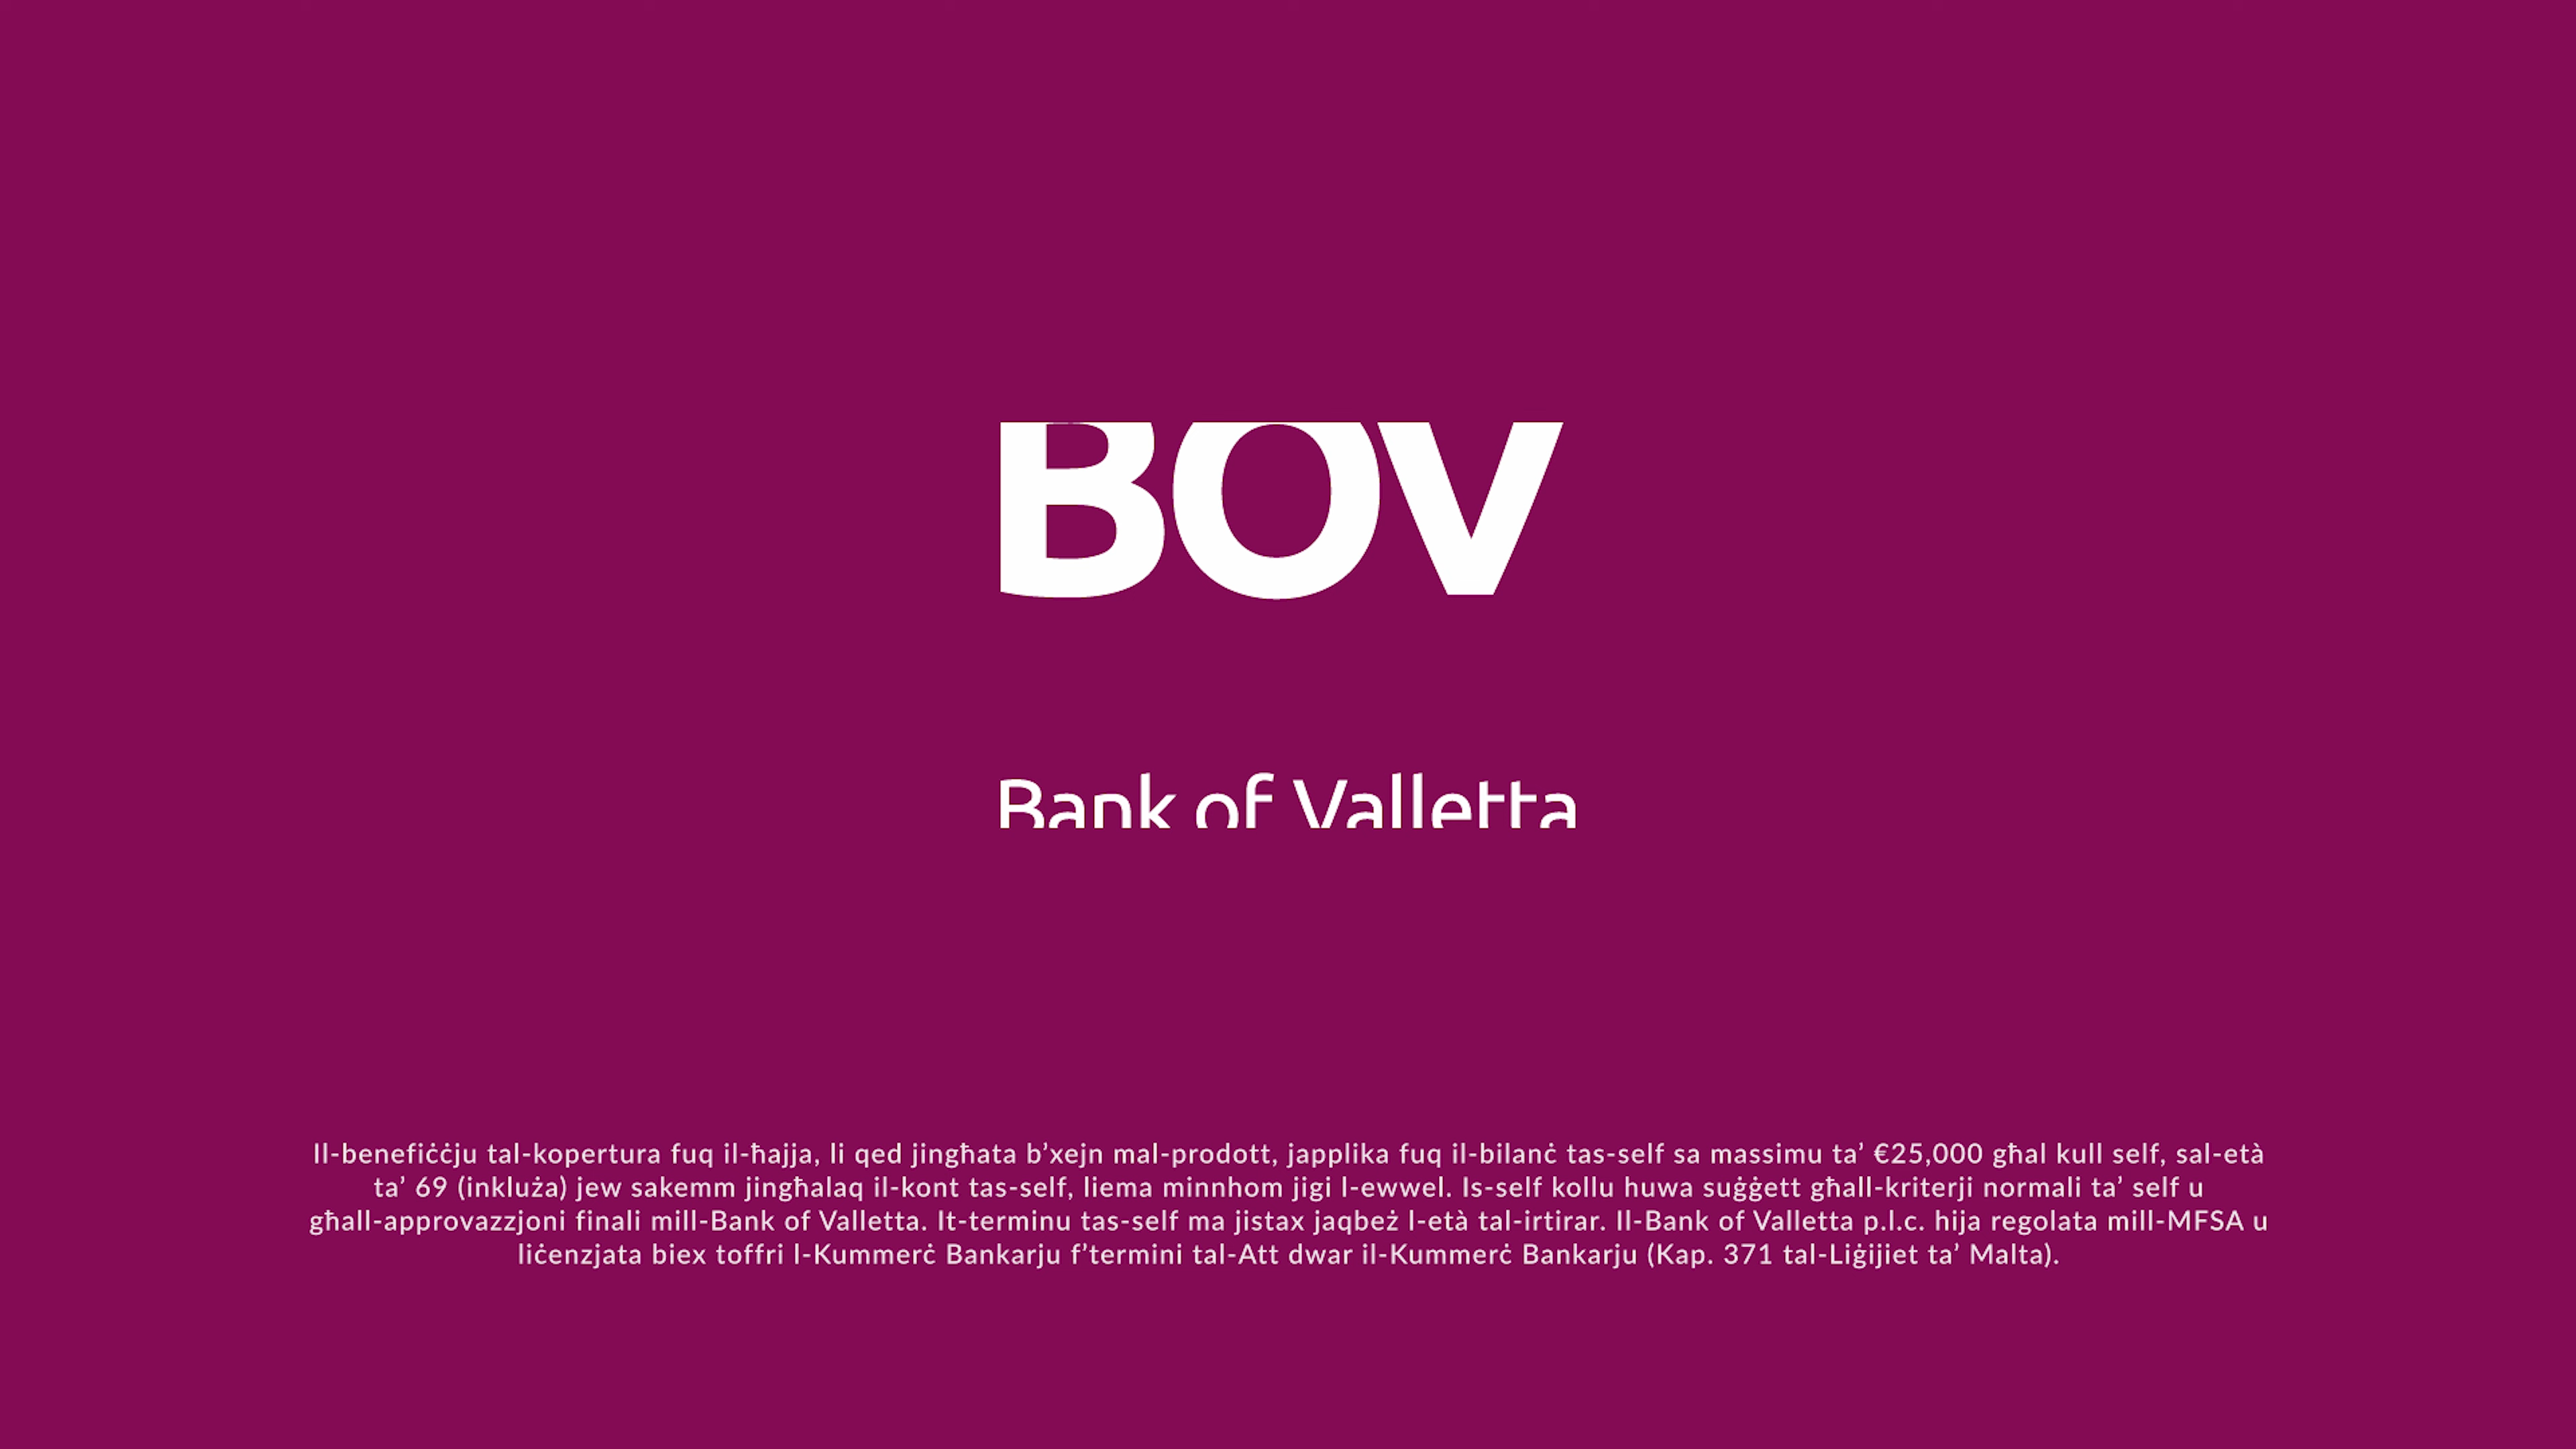 BOV
Bank of Valletta
Il-benefiċċju tal-kopertura fuq il-ħajja, li qed jingħata b’xejn mal-prodott, japplika fuq il-bilanċ tas-self sa massimu ta’ €25,000 għal kull self, sal-età
ta’ 69 (inkluża) jew sakemm jingħalaq il-kont tas-self, liema minnhom jigi l-ewwel. Is-self kollu huwa suġġett għall-kriterji normali ta’ self u
għall-approvazzjoni finali mill-Bank of Valletta. It-terminu tas-self ma jistax jaqbeż l-età tal-irtirar. Il-Bank of Valletta p.l.c. hija regolata mill-MFSA u
liċenzjata biex toffri l-Kummerċ Bankarju f’termini tal-Att dwar il-Kummerċ Bankarju (Kap. 371 tal-Liġijiet ta’ Malta).